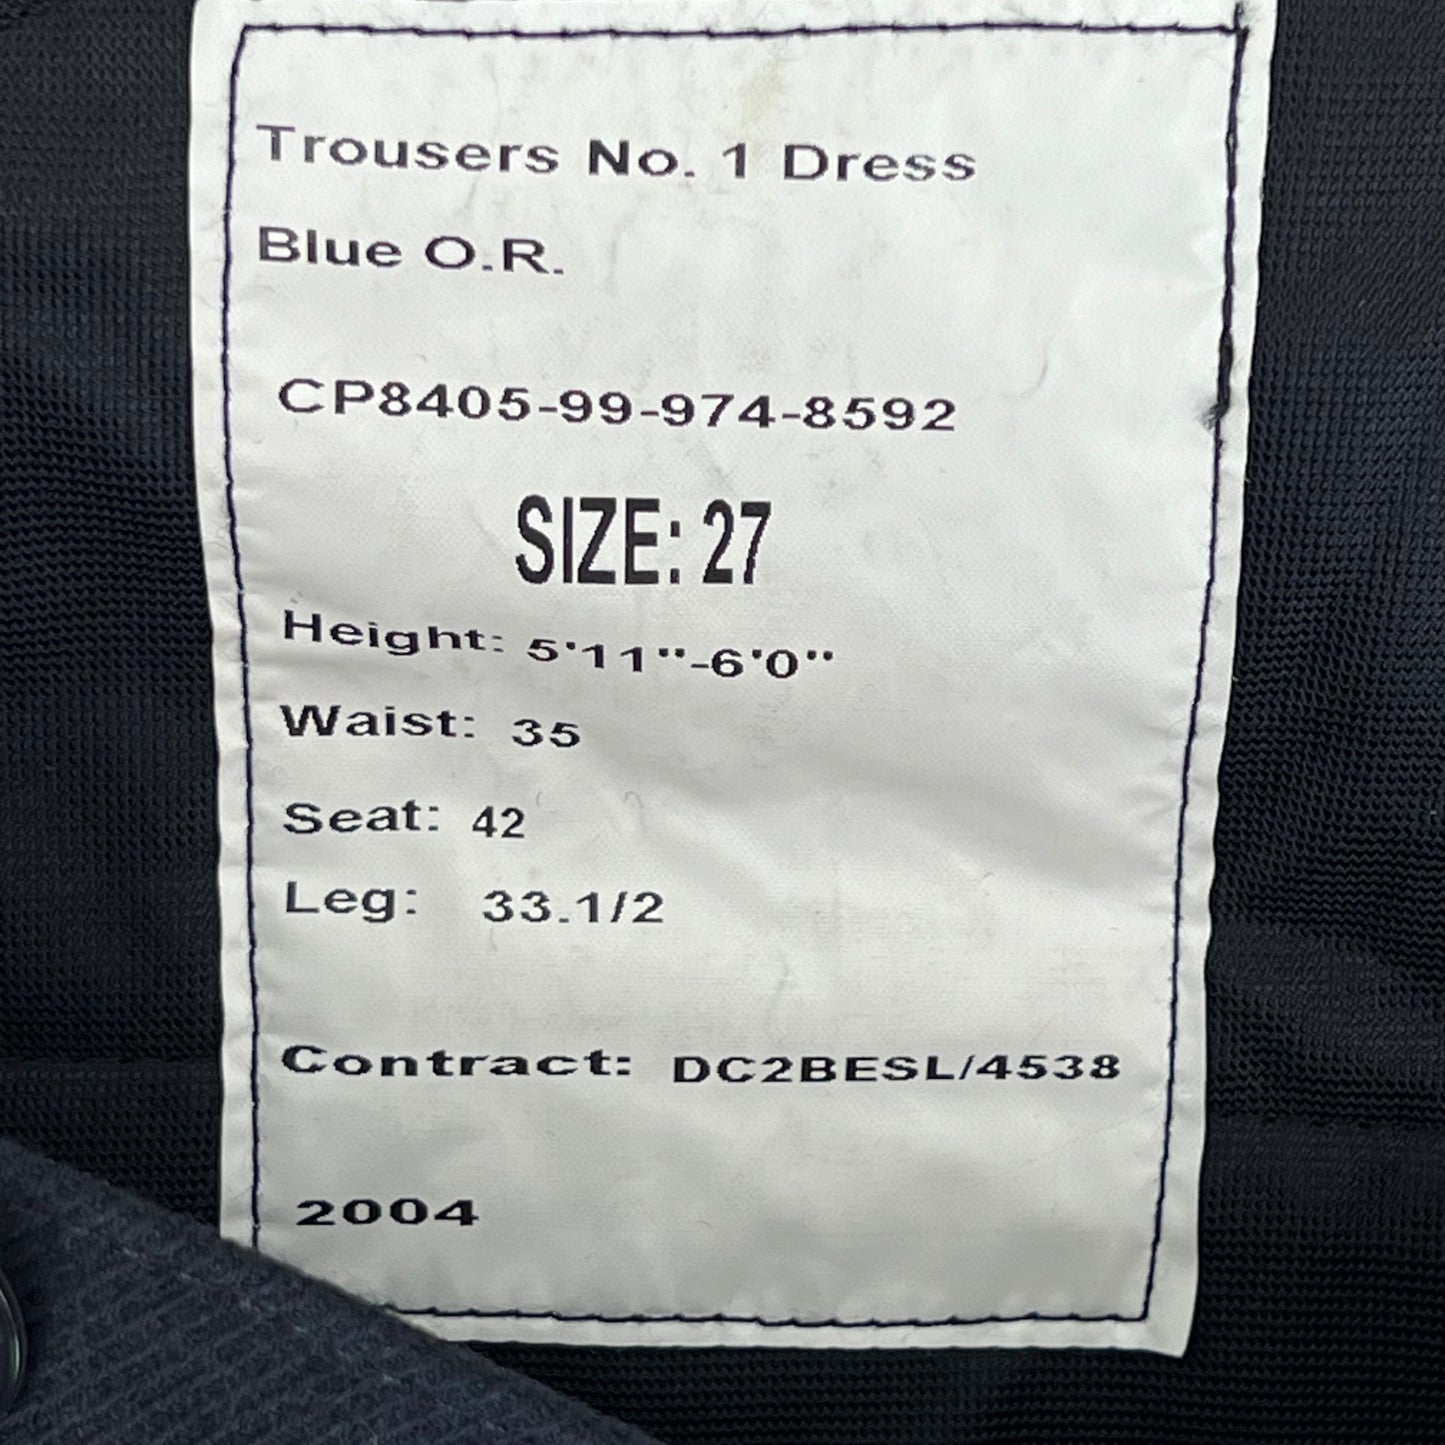 Trousers No. 1 Dress
Blue O.R.
CP8405-99-974-8592
SIZE: 27
Height: 5'11"-6'0"
Waist: 35
Seat: 42
Leg: 33.1/2
Contract: DC2BESL/4538
2004